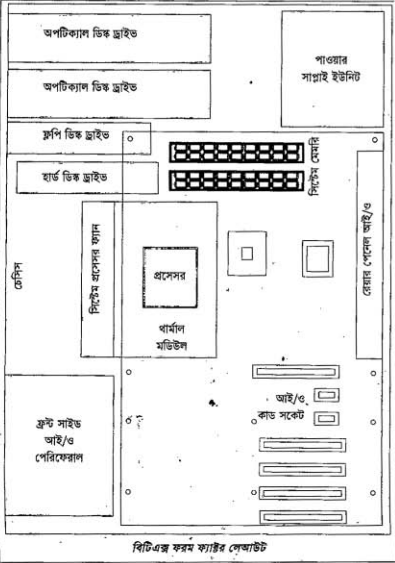 অপটিক্যাল ডিস্ক ড্রাইভ
পাওয়ার
সাপ্লাই ইউনিট
অপটিক্যাল ডিস্ক ড্রাইভ
ফ্লপি ডিস্ক ড্রাইভ
সিস্টেম মেমরি
হার্ড ডিস্ক ড্রাইভ
রেয়ার পেনেল আই/ও
চেসিস
সিস্টেম প্রসেসর ফ্যান
প্রসেসর
থার্মাল
মডিউল
আই/ও
কাড সকেট
ফ্রন্ট সাইড
আই/ও
পেরিফেরাল
বিটিএক্স ফরম ফ্যাক্টর লেআউট